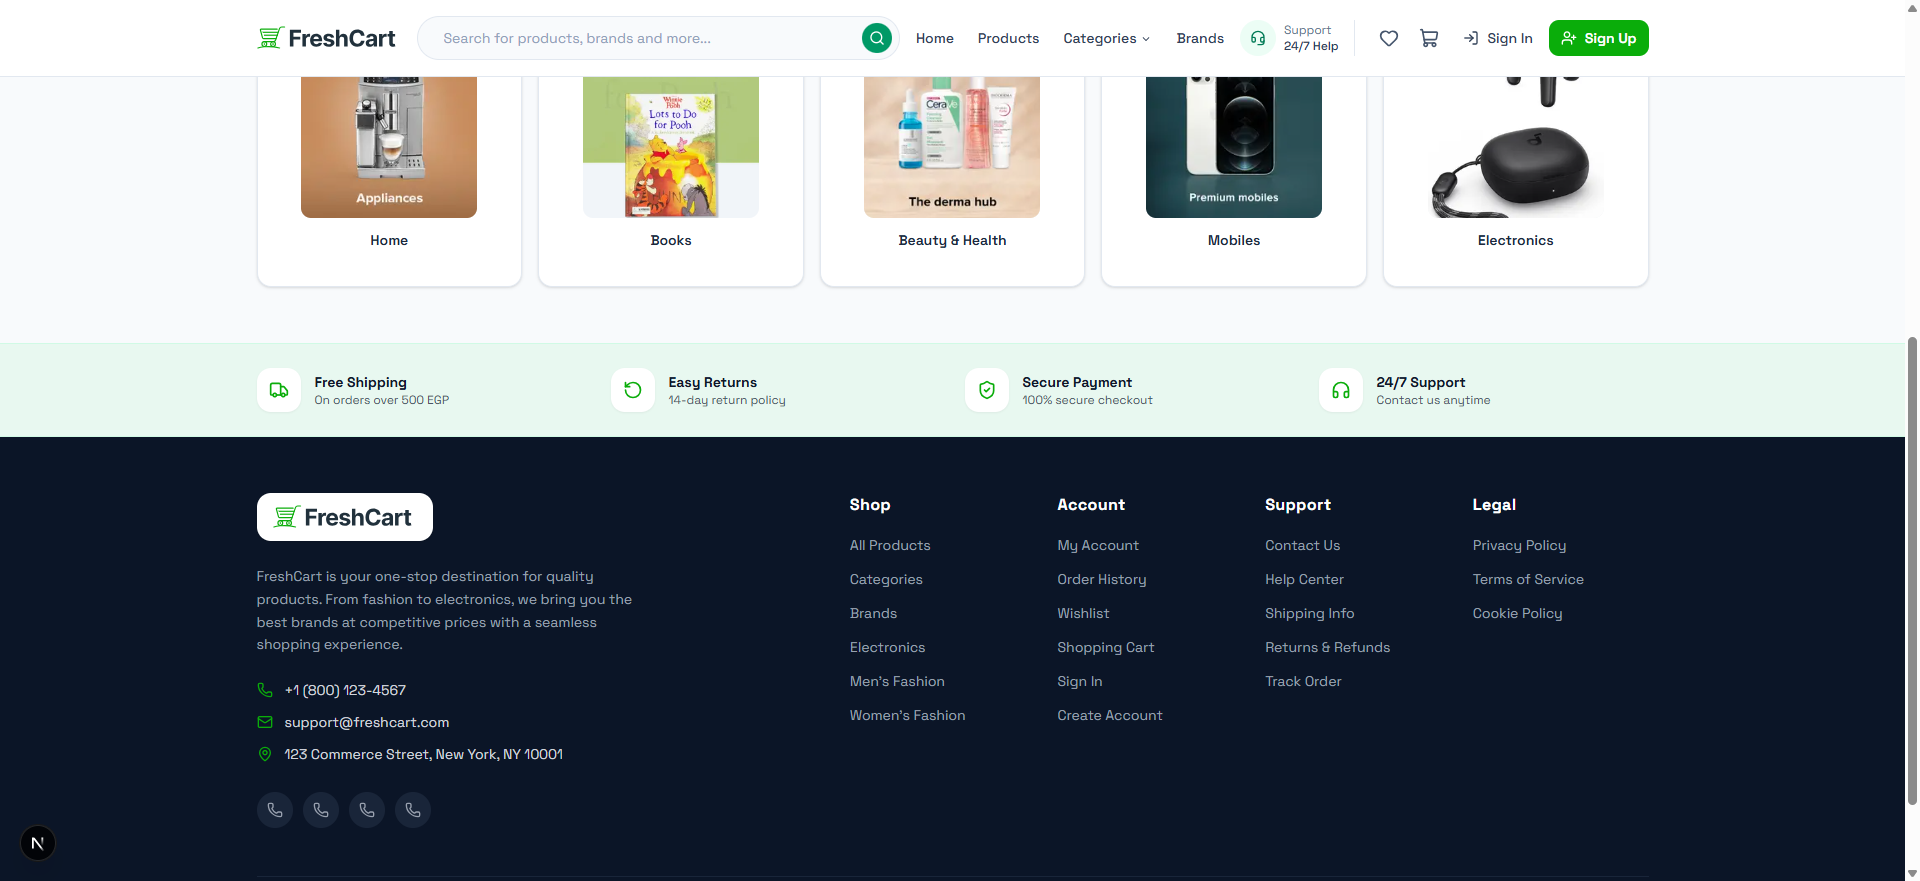 FreshCart
Search for products, brands and more...
Home
Products
Categories
Brands
Support
24/7 Help
Sign In
Sign Up
Appliances
Winnie the Pooh
Lots to Do
for Pooh
CeraVe
The derma hub
Premium mobiles
Home
Books
Beauty & Health
Mobiles
Electronics
Free Shipping
On orders over 500 EGP
Easy Returns
14-day return policy
Secure Payment
100% secure checkout
24/7 Support
Contact us anytime
FreshCart
FreshCart is your one-stop destination for quality
products. From fashion to electronics, we bring you the
best brands at competitive prices with a seamless
shopping experience.
+1 (800) 123-4567
support@freshcart.com
123 Commerce Street, New York, NY 10001
Shop
All Products
Categories
Brands
Electronics
Men's Fashion
Women's Fashion
Account
My Account
Order History
Wishlist
Shopping Cart
Sign In
Create Account
Support
Contact Us
Help Center
Shipping Info
Returns & Refunds
Track Order
Legal
Privacy Policy
Terms of Service
Cookie Policy
N